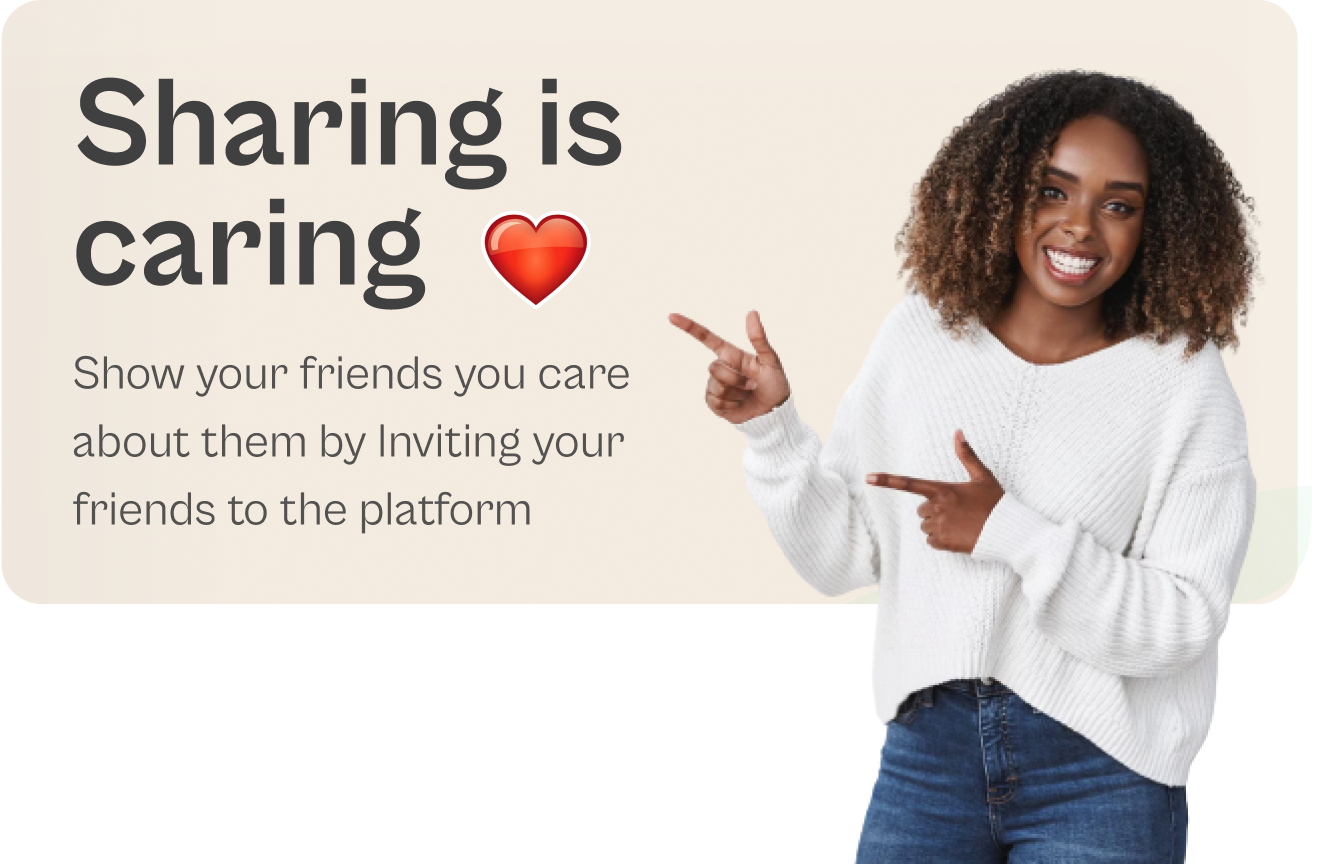 Sharing is
caring ❤️
Show your friends you care
about them by Inviting your
friends to the platform